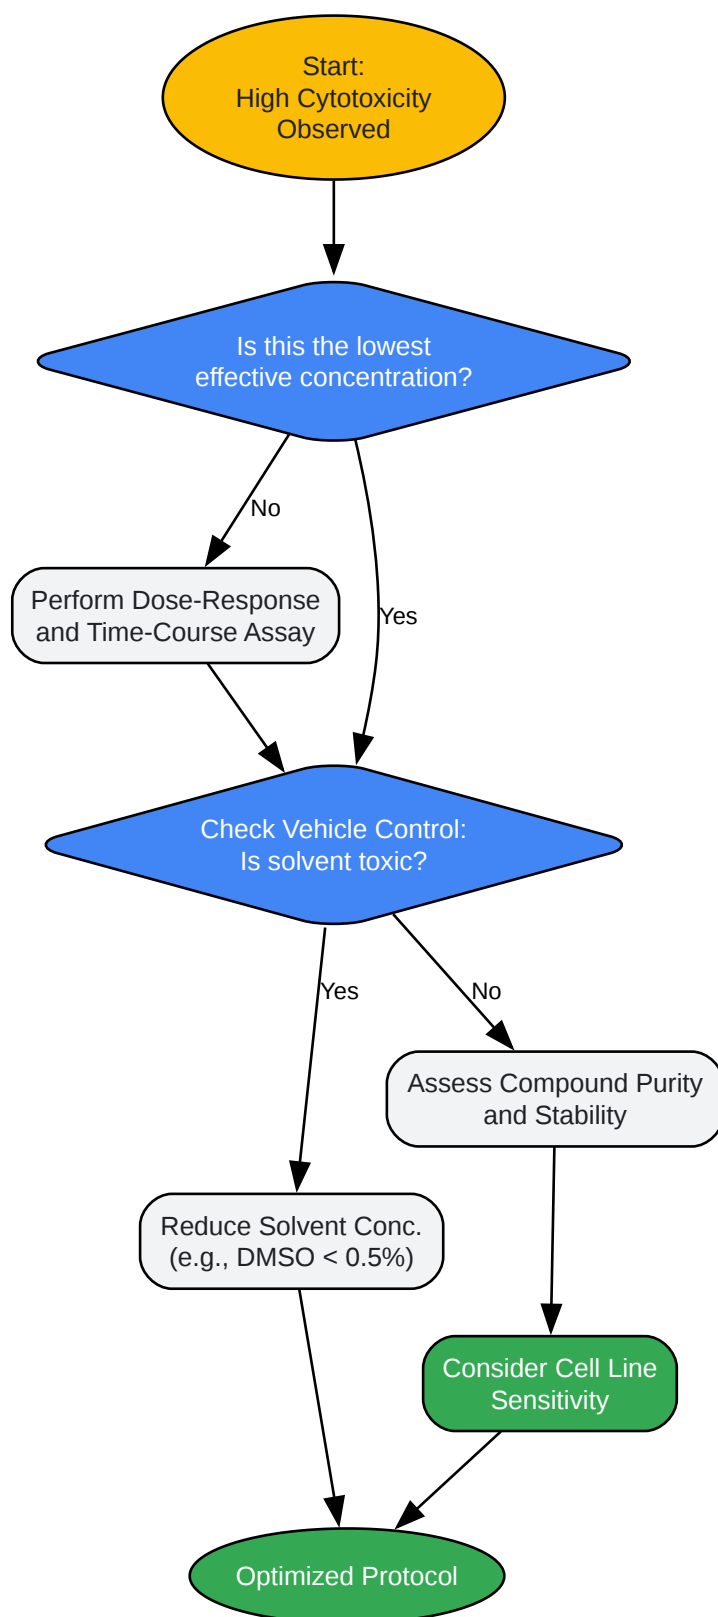 Start:
High Cytotoxicity
Observed
Is this the lowest
effective concentration?
No
Yes
Perform Dose-Response
and Time-Course Assay
Check Vehicle Control:
Is solvent toxic?
Yes
No
Assess Compound Purity
and Stability
Reduce Solvent Conc.
(e.g., DMSO < 0.5%)
Consider Cell Line
Sensitivity
Optimized Protocol